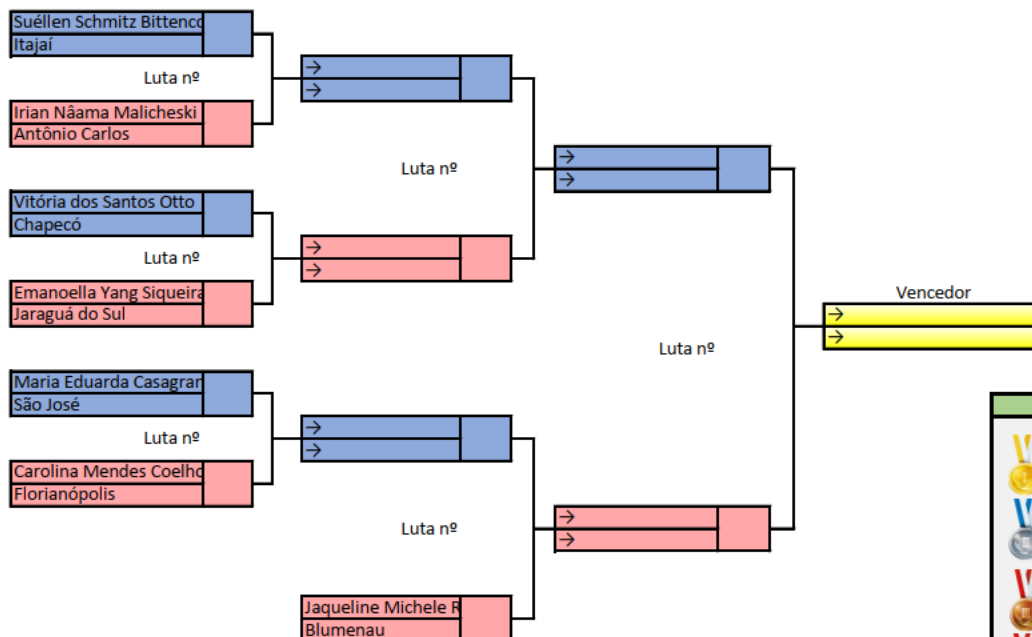 Suéllen Schmitz Bittenco
Itajaí
Luta nº
Irian Nâama Malicheski
Antônio Carlos
Vitória dos Santos Otto
Chapecó
Luta nº
Emanoella Yang Siqueira
Jaraguá do Sul
Maria Eduarda Casagran
São José
Luta nº
Carolina Mendes Coelho
Florianópolis
→
→
Luta nº
→
→
→
→
Luta nº
Jaqueline Michele R
Blumenau
→
→
Luta nº
→
→
Vencedor
→
→